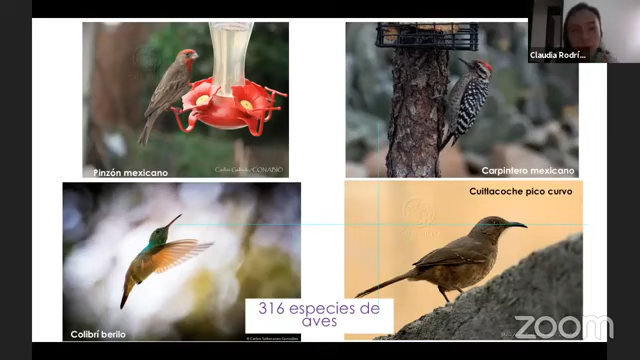 Claudia Rodrí...
Pinzón mexicano
Carpintero mexicano
Cuitlacoche pico curvo
316 especies de
aves
Colibrí berilo
zoom